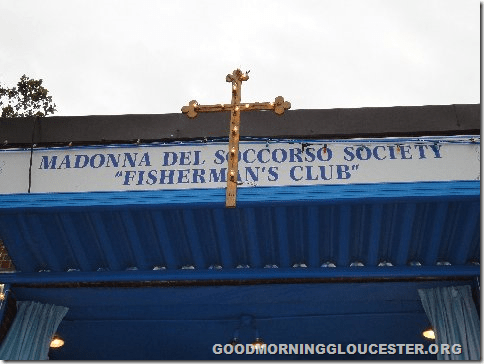 MADONNA DEL SOCCORSO SOCIETY
"FISHERMAN'S CLUB"
GOODMORNINGGLOUCESTER.ORG